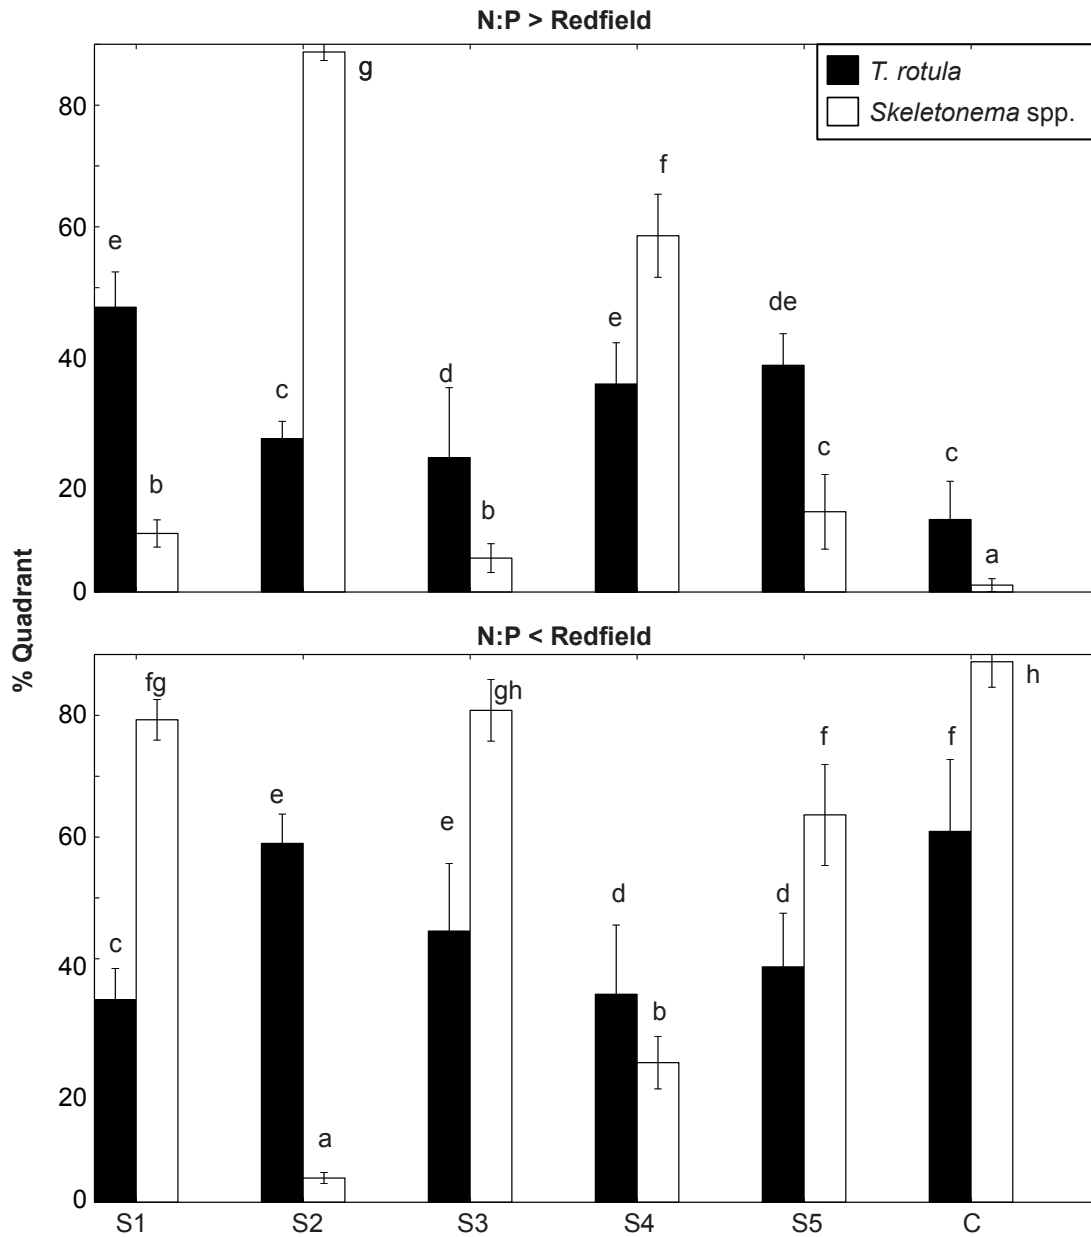 N:P > Redfield
T. rotula
Skeletonema spp.
80
60
40
20
0
e
b
c
g
d
b
e
f
de
c
c
a
% Quadrant
N:P < Redfield
80
60
40
20
0
c
fg
e
a
e
gh
d
b
d
f
f
h
S1 S2 S3 S4 S5 C